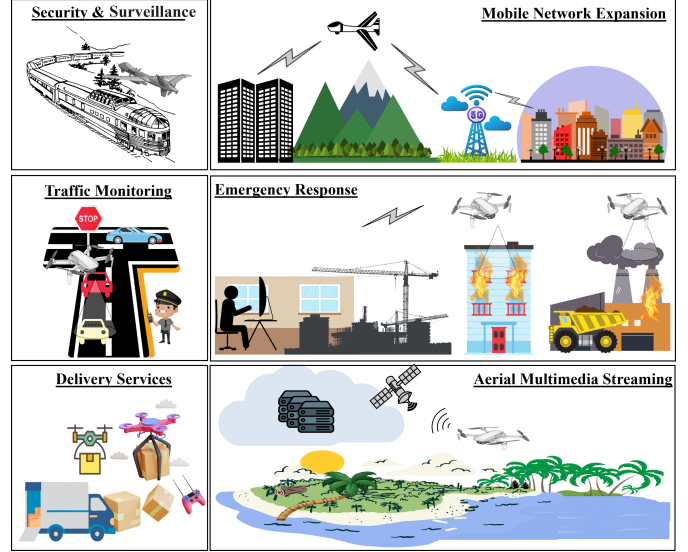 Security & Surveillance
Mobile Network Expansion
5G
Traffic Monitoring
STOP
Emergency Response
Delivery Services
Aerial Multimedia Streaming